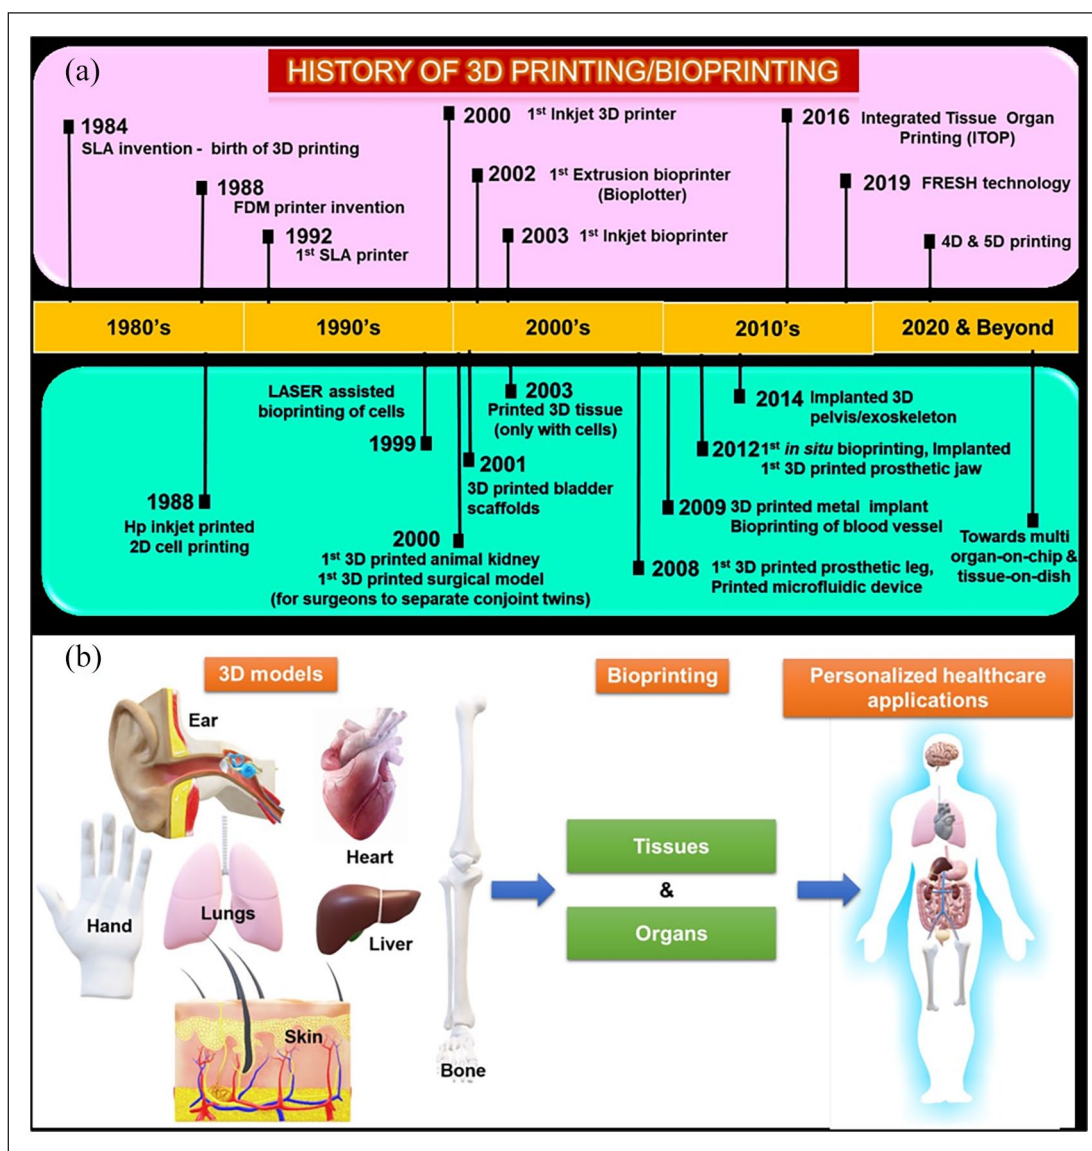 (a)
HISTORY OF 3D PRINTING/BIOPRINTING
1984
SLA invention - birth of 3D printing
1988
FDM printer invention
1992
1st SLA printer
2000 1st Inkjet 3D printer
2002 1st Extrusion bioprinter
(Bioplotter)
2003 1st Inkjet bioprinter
2016 Integrated Tissue Organ
Printing (ITOP)
2019 FRESH technology
4D & 5D printing
1980's
1990's
2000's
2010's
2020 & Beyond
1988
Hp inkjet printed
2D cell printing
LASER assisted
bioprinting of cells
1999
2000
1st 3D printed animal kidney
1st 3D printed surgical model
(for surgeons to separate conjoint twins)
2001
3D printed bladder
scaffolds
2003
Printed 3D tissue
(only with cells)
2008 1st 3D printed prosthetic leg,
Printed microfluidic device
2009 3D printed metal implant
Bioprinting of blood vessel
2012 1st in situ bioprinting, Implanted
1st 3D printed prosthetic jaw
2014 Implanted 3D
pelvis/exoskeleton
Towards multi
organ-on-chip &
tissue-on-dish
(b)
3D models
Ear
Heart
Hand
Lungs
Liver
Skin
Bone
Bioprinting
Tissues
&
Organs
Personalized healthcare
applications